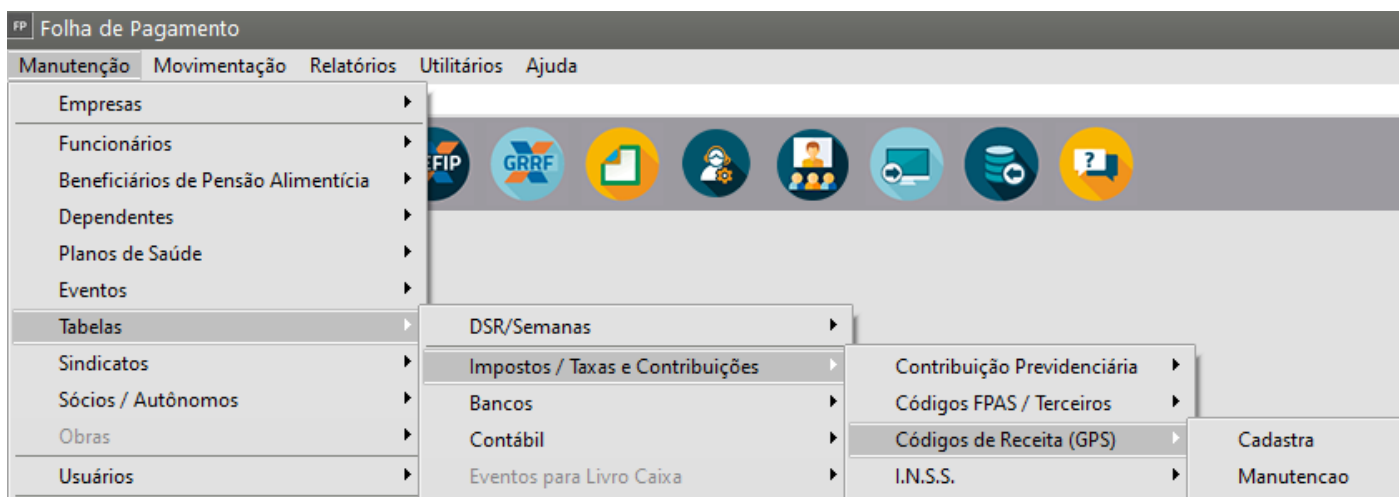 FP Folha de Pagamento
Manutenção Movimentação Relatórios Utilitários Ajuda
Empresas
Funcionários
EFIP GRRF ?
Beneficiários de Pensão Alimentícia
Dependentes
Planos de Saúde
Eventos
Tabelas DSR/Semanas
Sindicatos Impostos / Taxas e Contribuições Contribuição Previdenciária
Sócios / Autônomos Bancos Códigos FPAS / Terceiros
Obras Contábil Códigos de Receita (GPS) Cadastra
Usuários Eventos para Livro Caixa I.N.S.S. Manutencao